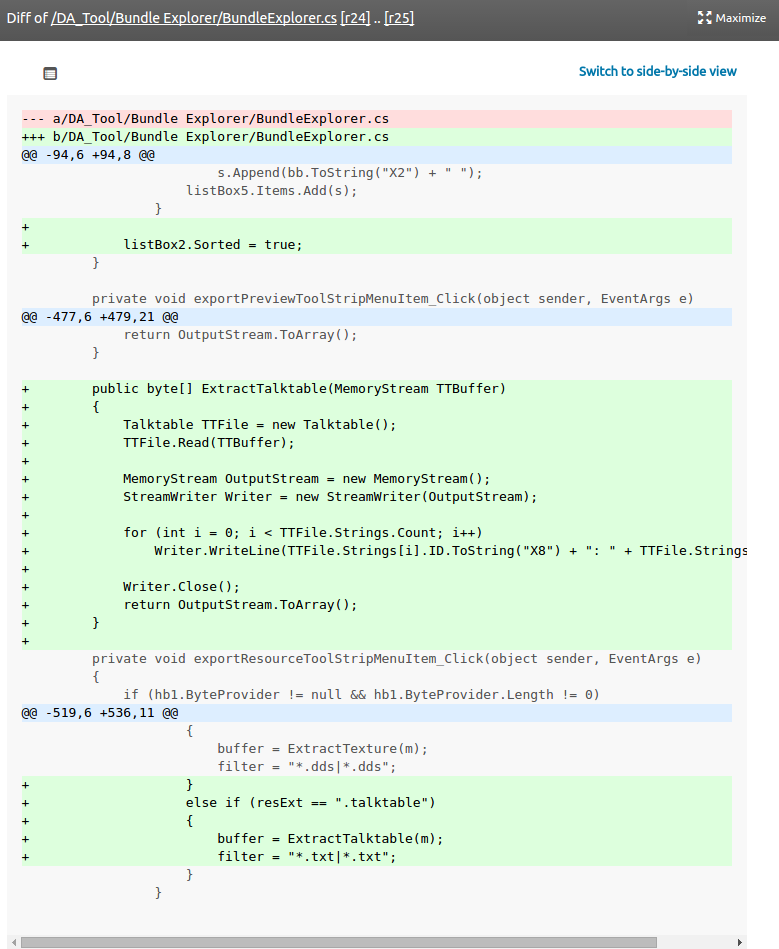 Diff of /DA_Tool/Bundle Explorer/BundleExplorer.cs [r24] .. [r25] Maximize
Switch to side-by-side view
--- a/DA_Tool/Bundle Explorer/BundleExplorer.cs
+++ b/DA_Tool/Bundle Explorer/BundleExplorer.cs
@@ -94,6 +94,8 @@
                         s.Append(bb.ToString("X2") + " ");
                     listBox5.Items.Add(s);
                 }
+
+            listBox2.Sorted = true;
         }
         private void exportPreviewToolStripMenuItem_Click(object sender, EventArgs e)
@@ -477,6 +479,21 @@
             return OutputStream.ToArray();
         }
+        public byte[] ExtractTalktable(MemoryStream TTBuffer)
+        {
+            Talktable TTFile = new Talktable();
+            TTFile.Read(TTBuffer);
+
+            MemoryStream OutputStream = new MemoryStream();
+            StreamWriter Writer = new StreamWriter(OutputStream);
+
+            for (int i = 0; i < TTFile.Strings.Count; i++)
+                Writer.WriteLine(TTFile.Strings[i].ID.ToString("X8") + ": " + TTFile.Strings
+
+            Writer.Close();
+            return OutputStream.ToArray();
+        }
+
         private void exportResourceToolStripMenuItem_Click(object sender, EventArgs e)
         {
             if (hb1.ByteProvider != null && hb1.ByteProvider.Length != 0)
@@ -519,6 +536,11 @@
                     {
                         buffer = ExtractTexture(m);
                         filter = "*.dds|*.dds";
+                    }
+                    else if (resExt == ".talktable")
+                    {
+                        buffer = ExtractTalktable(m);
+                        filter = "*.txt|*.txt";
                     }
                 }